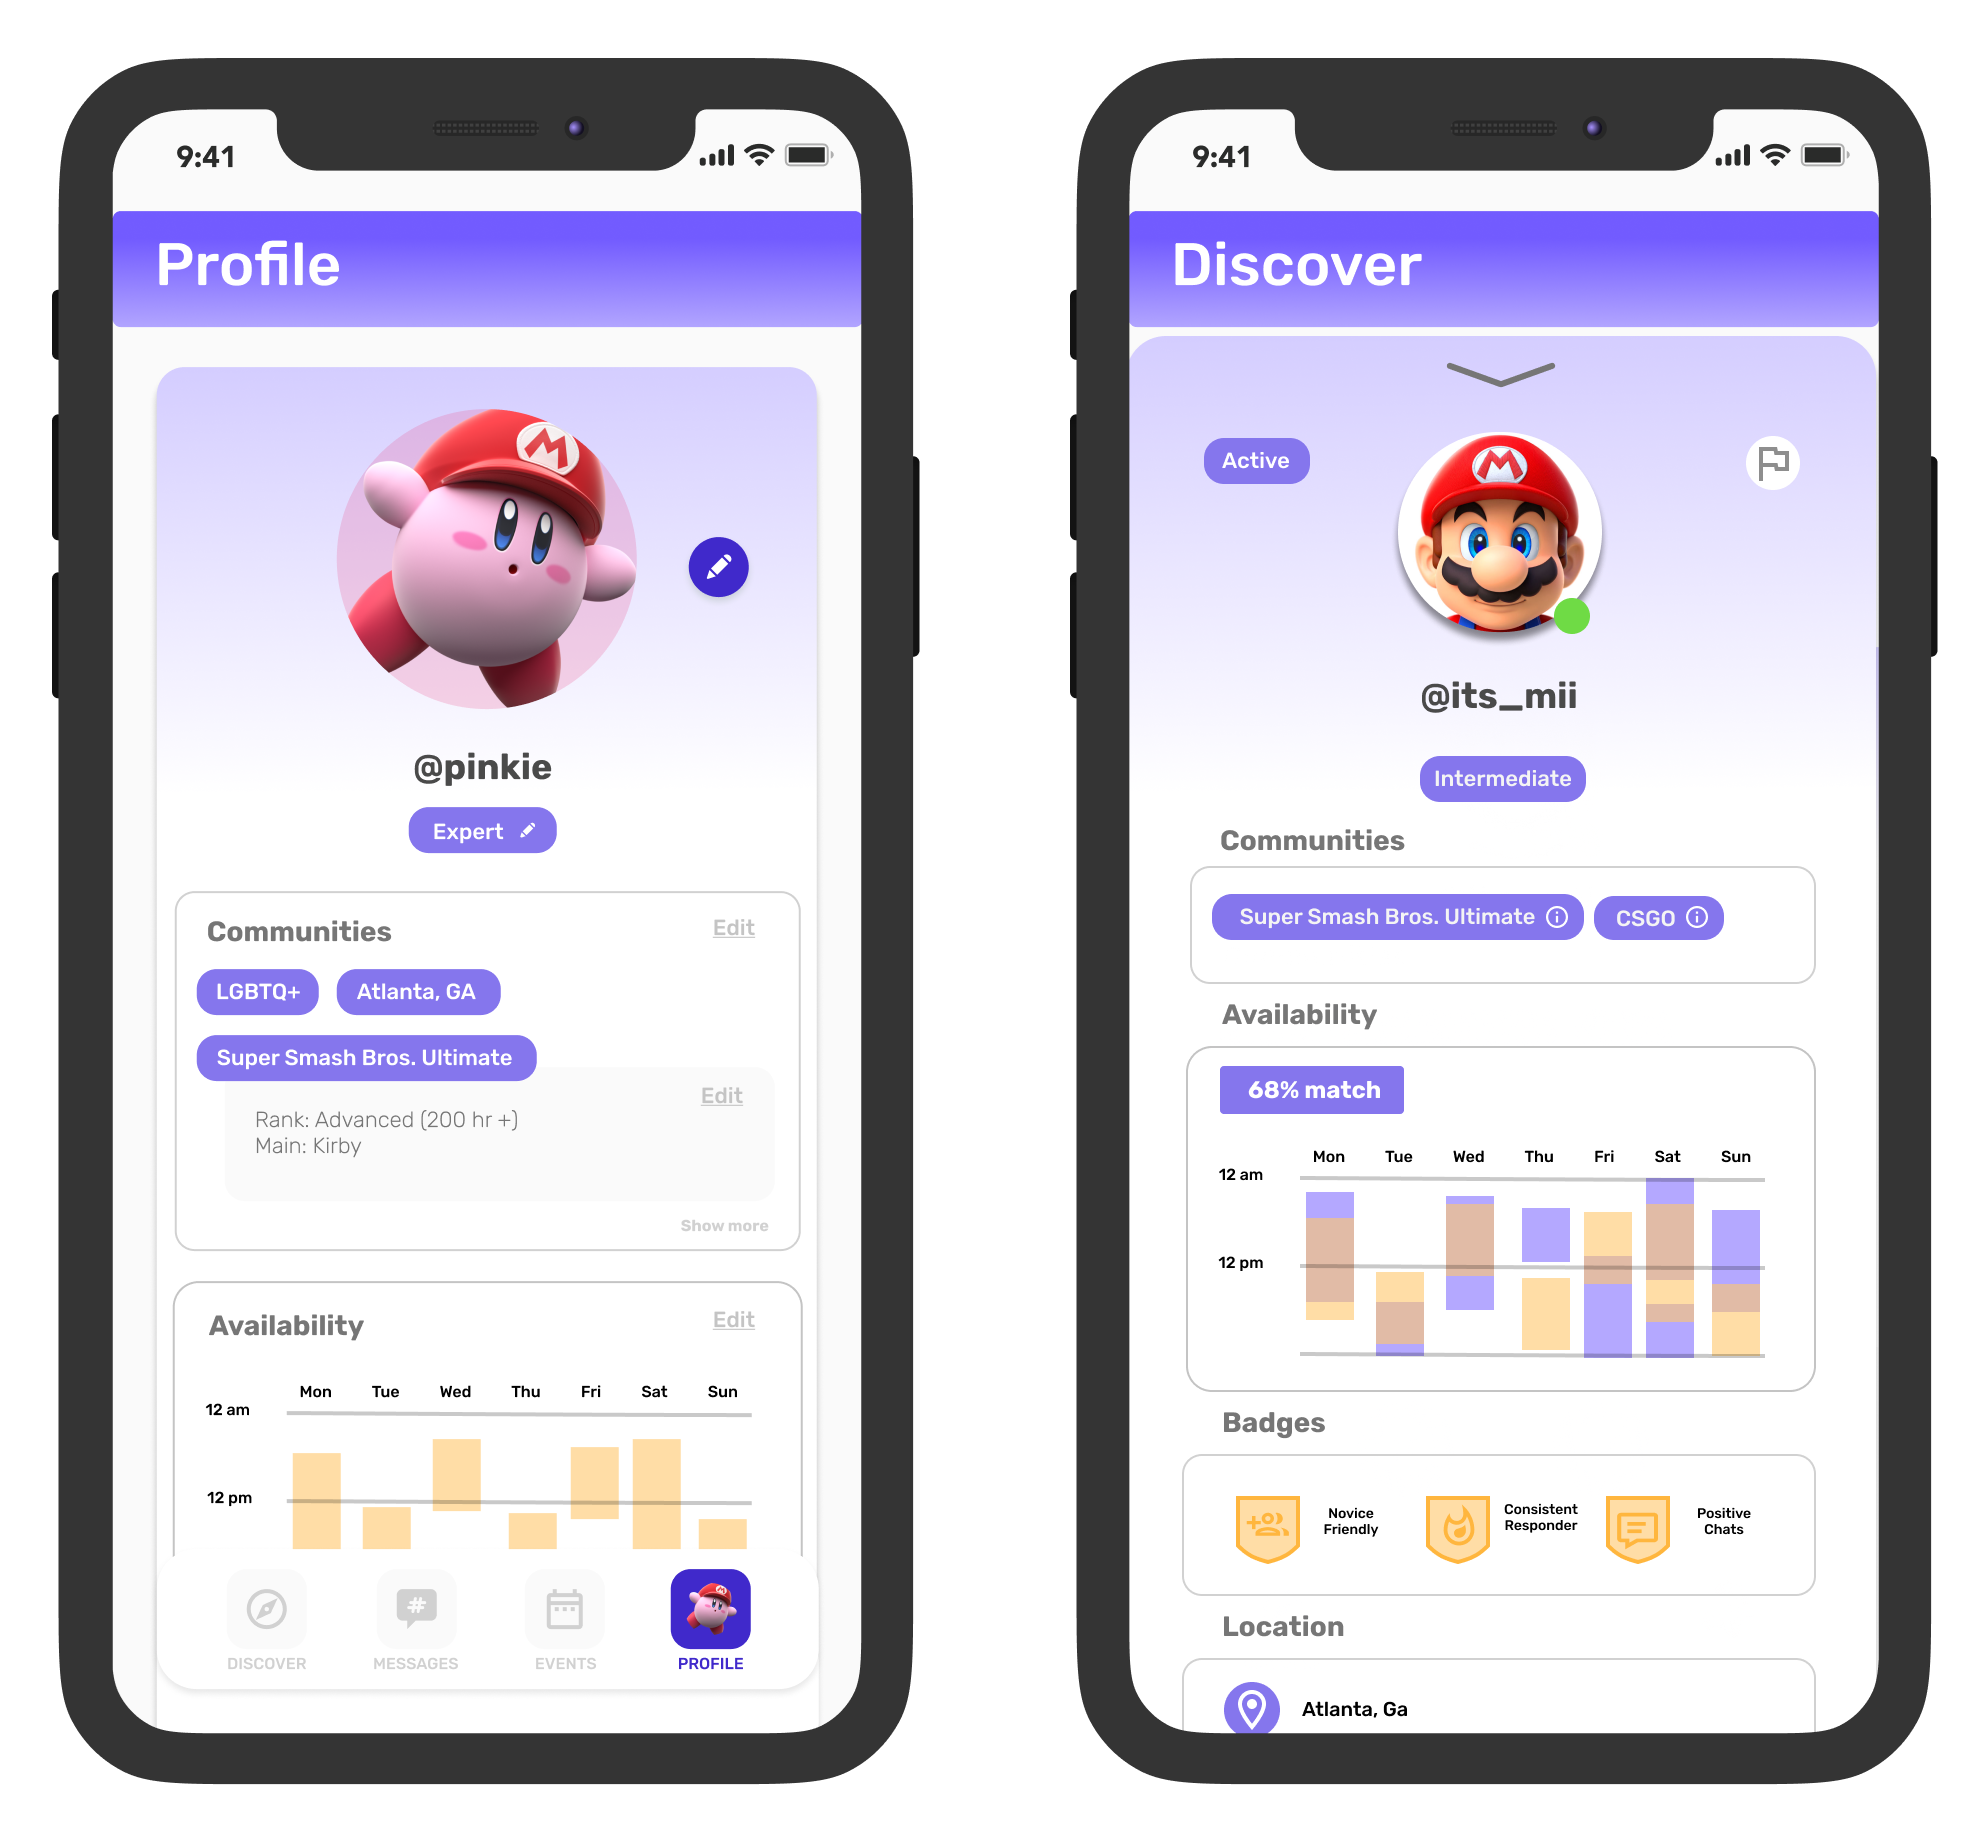 9:41
Profile
@pinkie
Expert
Communities
Edit
LGBTQ+
Atlanta, GA
Super Smash Bros. Ultimate
Edit
Rank: Advanced (200 hr +)
Main: Kirby
Show more
Availability
Edit
Mon Tue Wed Thu Fri Sat Sun
12 am
12 pm
DISCOVER
MESSAGES
EVENTS
PROFILE
9:41
Discover
Active
@its_mii
Intermediate
Communities
Super Smash Bros. Ultimate
CSGO
Availability
68% match
Mon Tue Wed Thu Fri Sat Sun
12 am
12 pm
Badges
Novice
Friendly
Consistent
Responder
Positive
Chats
Location
Atlanta, Ga